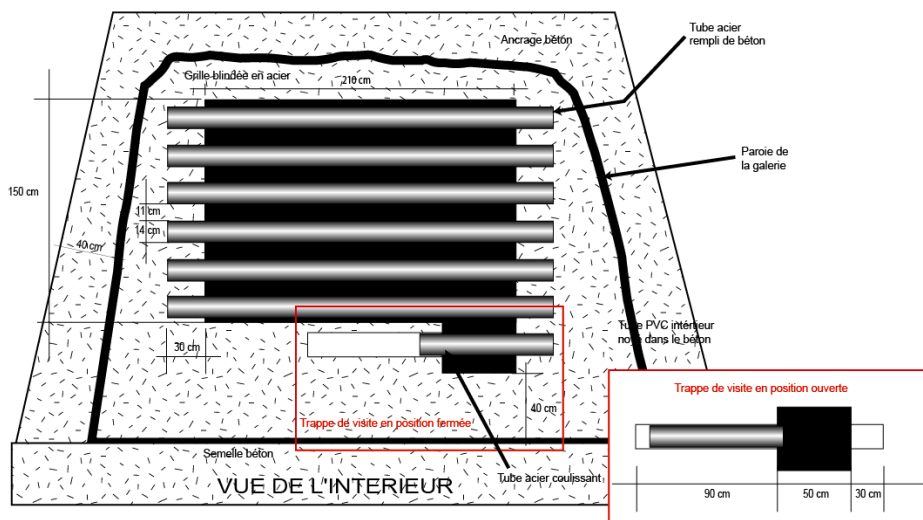 Ancrage béton
Tube acier
rempli de béton
Grille blindée en acier
210 cm
Paroie de
la galerie
150 cm
11 cm
14 cm
40 cm
Tube PVC intérieur
noyé dans le béton
30 cm
Trappe de visite en position ouverte
40 cm
Trappe de visite en position fermée
Semelle béton
Tube acier coulissant
VUE DE L'INTERIEUR
90 cm
50 cm
30 cm